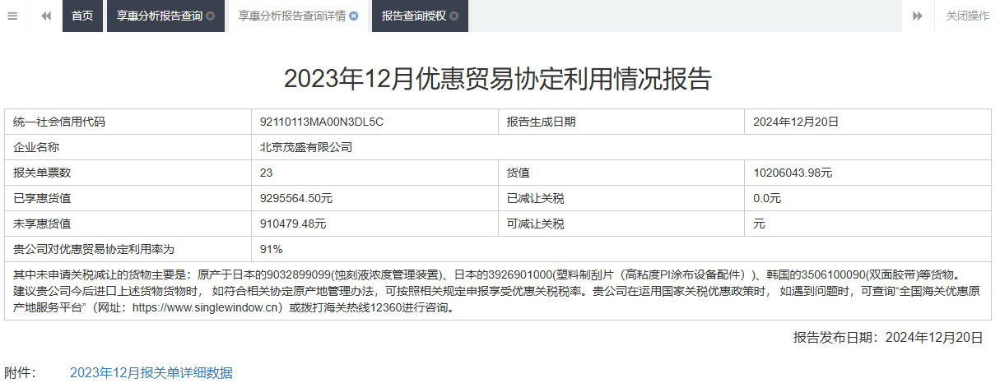 首页 享惠分析报告查询 享惠分析报告查询详情 报告查询授权 关闭操作
2023年12月优惠贸易协定利用情况报告
统一社会信用代码 92110113MA00N3DL5C 报告生成日期 2024年12月20日
企业名称 北京茂盛有限公司
报关单票数 23 货值 10206043.98元
已享惠货值 9295564.50元 已减让关税 0.0元
未享惠货值 910479.48元 可减让关税 元
贵公司对优惠贸易协定利用率为 91%
其中未申请关税减让的货物主要是：原产于日本的9032899099(蚀刻液浓度管理装置)、日本的3926901000(塑料制刮片（高粘度PI涂布设备配件）)、韩国的3506100090(双面胶带)等货物。
建议贵公司今后进口上述货物货物时， 如符合相关协定原产地管理办法，可按照相关规定申报享受优惠关税税率。贵公司在运用国家关税优惠政策时， 如遇到问题时，可查询“全国海关优惠原
产地服务平台”（网址：https://www.singlewindow.cn）或拨打海关热线12360进行咨询。
报告发布日期：2024年12月20日
附件： 2023年12月报关单详细数据